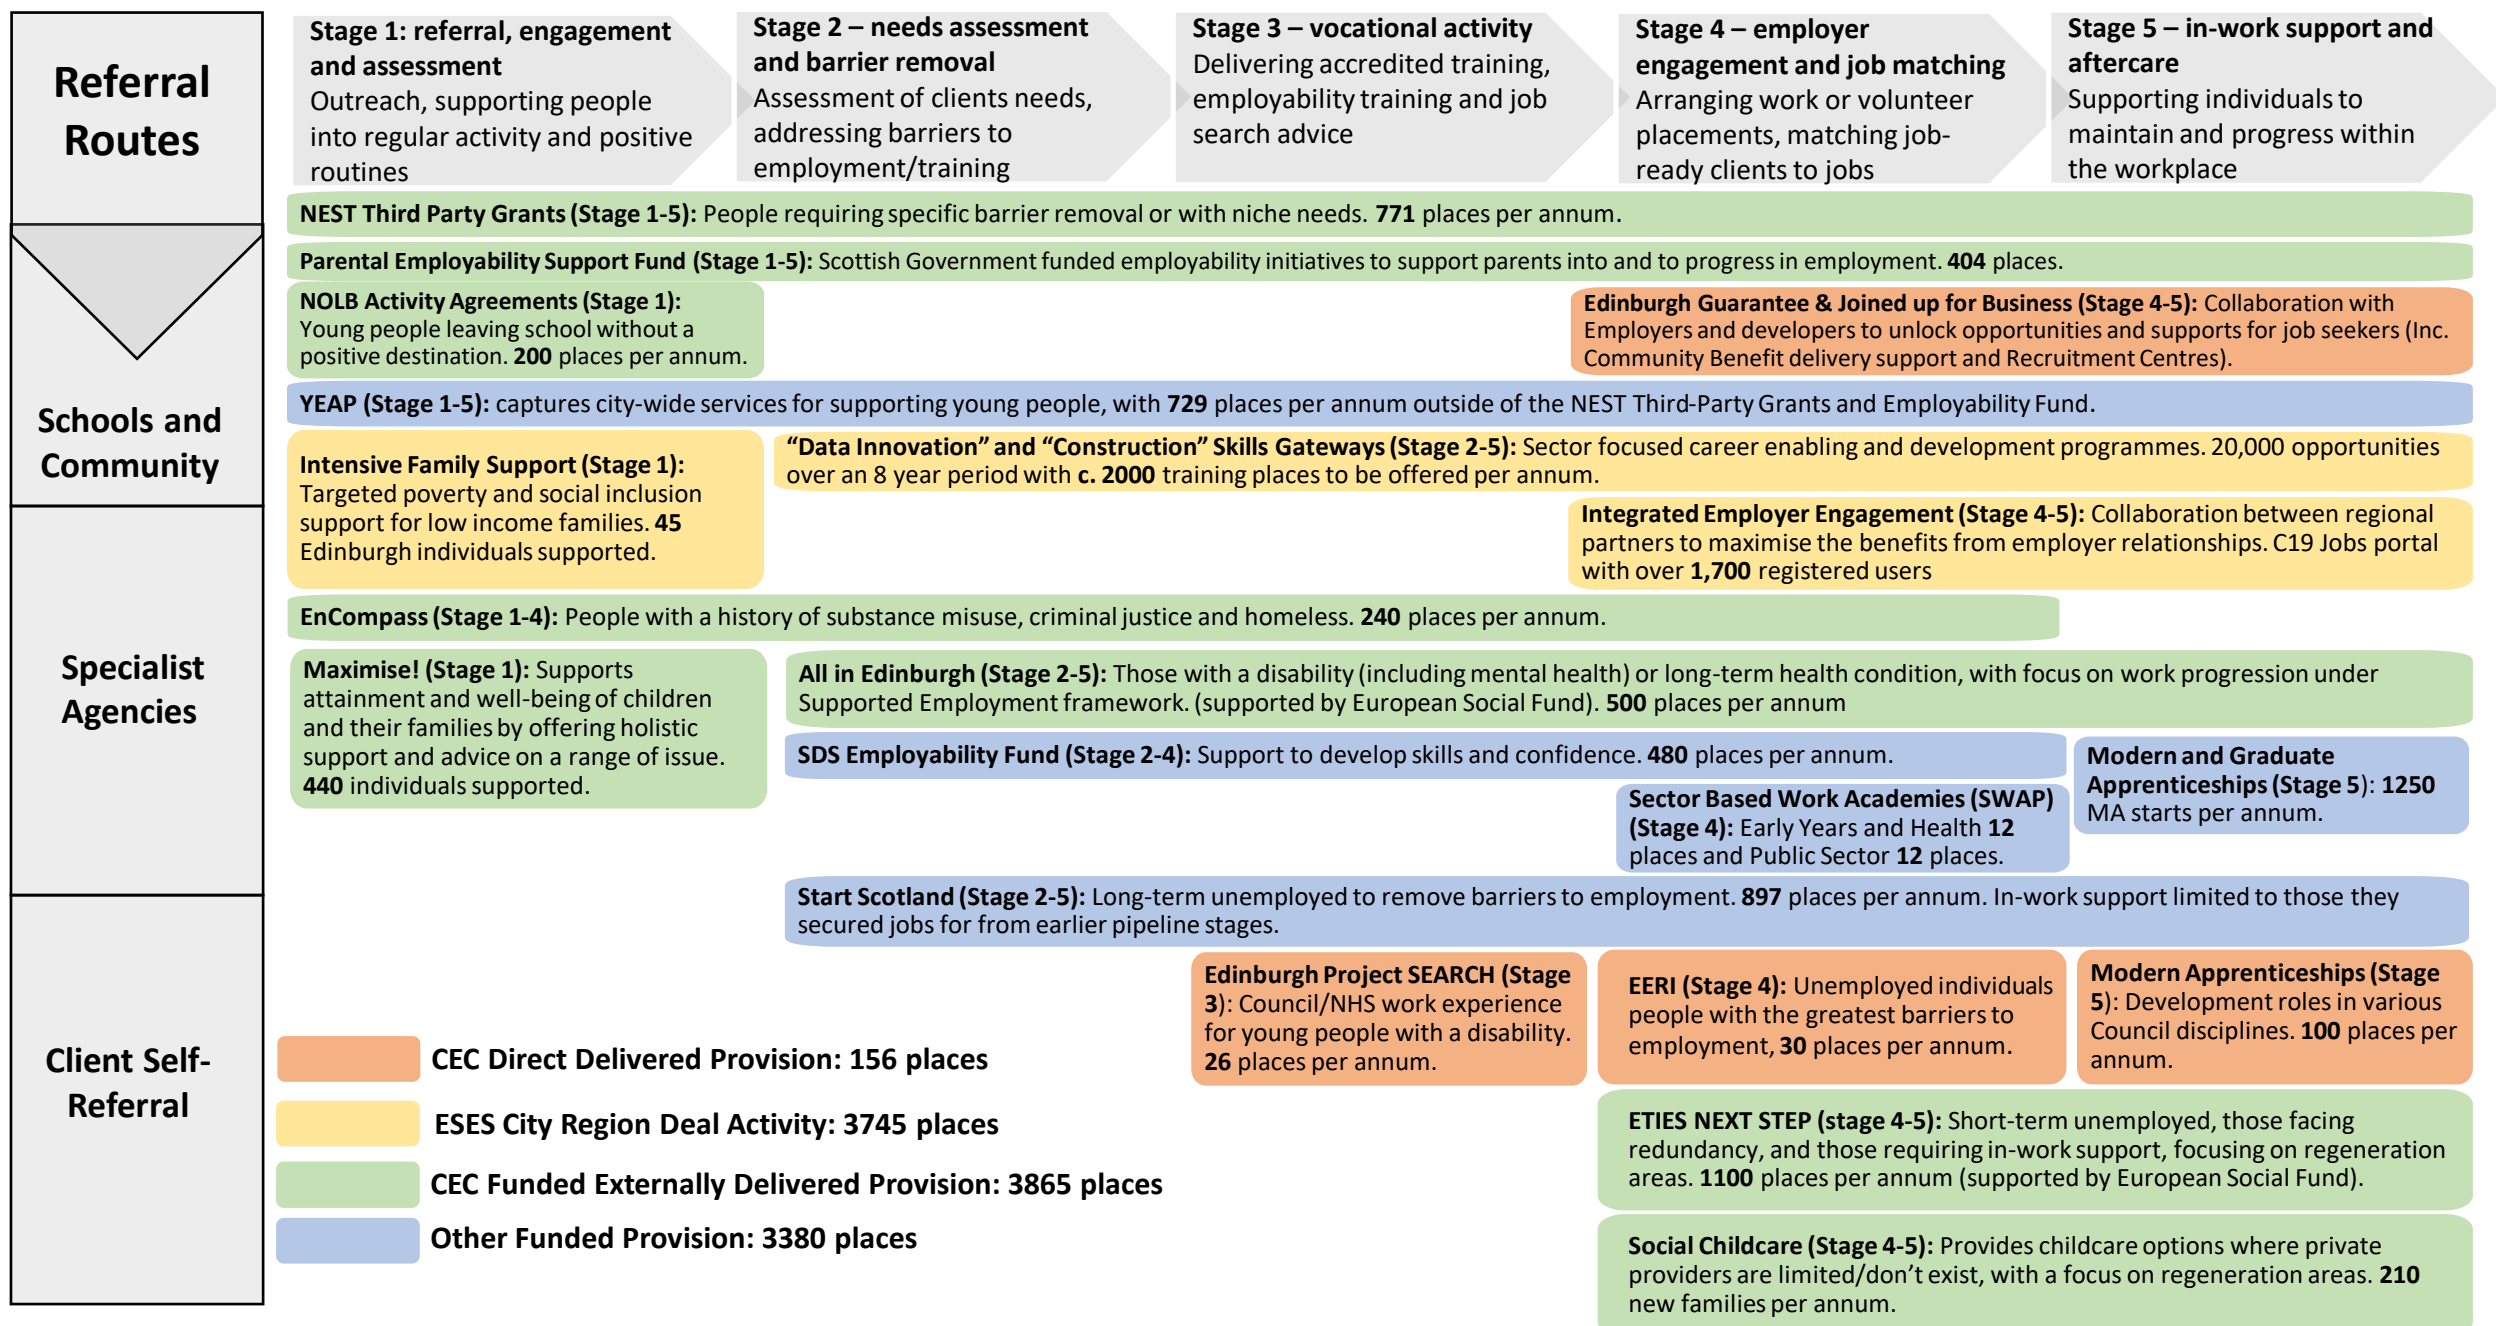 Referral
Routes
Schools and
Community
Specialist
Agencies
Client Self-
Referral
Stage 1: referral, engagement
and assessment
Outreach, supporting people
into regular activity and positive
routines
Stage 2 – needs assessment
and barrier removal
Assessment of clients needs,
addressing barriers to
employment/training
Stage 3 – vocational activity
Delivering accredited training,
employability training and job
search advice
Stage 4 – employer
engagement and job matching
Arranging work or volunteer
placements, matching job-
ready clients to jobs
Stage 5 – in-work support and
aftercare
Supporting individuals to
maintain and progress within
the workplace
NEST Third Party Grants (Stage 1-5): People requiring specific barrier removal or with niche needs. 771 places per annum.
Parental Employability Support Fund (Stage 1-5): Scottish Government funded employability initiatives to support parents into and to progress in employment. 404 places.
NOLB Activity Agreements (Stage 1):
Young people leaving school without a
positive destination. 200 places per annum.
Edinburgh Guarantee & Joined up for Business (Stage 4-5): Collaboration with
Employers and developers to unlock opportunities and supports for job seekers (Inc.
Community Benefit delivery support and Recruitment Centres).
YEAP (Stage 1-5): captures city-wide services for supporting young people, with 729 places per annum outside of the NEST Third-Party Grants and Employability Fund.
Intensive Family Support (Stage 1):
Targeted poverty and social inclusion
support for low income families. 45
Edinburgh individuals supported.
“Data Innovation” and “Construction” Skills Gateways (Stage 2-5): Sector focused career enabling and development programmes. 20,000 opportunities
over an 8 year period with c. 2000 training places to be offered per annum.
Integrated Employer Engagement (Stage 4-5): Collaboration between regional
partners to maximise the benefits from employer relationships. C19 Jobs portal
with over 1,700 registered users
EnCompass (Stage 1-4): People with a history of substance misuse, criminal justice and homeless. 240 places per annum.
Maximise! (Stage 1): Supports
attainment and well-being of children
and their families by offering holistic
support and advice on a range of issue.
440 individuals supported.
All in Edinburgh (Stage 2-5): Those with a disability (including mental health) or long-term health condition, with focus on work progression under
Supported Employment framework. (supported by European Social Fund). 500 places per annum
SDS Employability Fund (Stage 2-4): Support to develop skills and confidence. 480 places per annum.
Modern and Graduate
Apprenticeships (Stage 5): 1250
MA starts per annum.
Sector Based Work Academies (SWAP)
(Stage 4): Early Years and Health 12
places and Public Sector 12 places.
Start Scotland (Stage 2-5): Long-term unemployed to remove barriers to employment. 897 places per annum. In-work support limited to those they
secured jobs for from earlier pipeline stages.
Edinburgh Project SEARCH (Stage
3): Council/NHS work experience
for young people with a disability.
26 places per annum.
EERI (Stage 4): Unemployed individuals
people with the greatest barriers to
employment, 30 places per annum.
Modern Apprenticeships (Stage
5): Development roles in various
Council disciplines. 100 places per
annum.
ETIES NEXT STEP (stage 4-5): Short-term unemployed, those facing
redundancy, and those requiring in-work support, focusing on regeneration
areas. 1100 places per annum (supported by European Social Fund).
Social Childcare (Stage 4-5): Provides childcare options where private
providers are limited/don’t exist, with a focus on regeneration areas. 210
new families per annum.
CEC Direct Delivered Provision: 156 places
ESES City Region Deal Activity: 3745 places
CEC Funded Externally Delivered Provision: 3865 places
Other Funded Provision: 3380 places